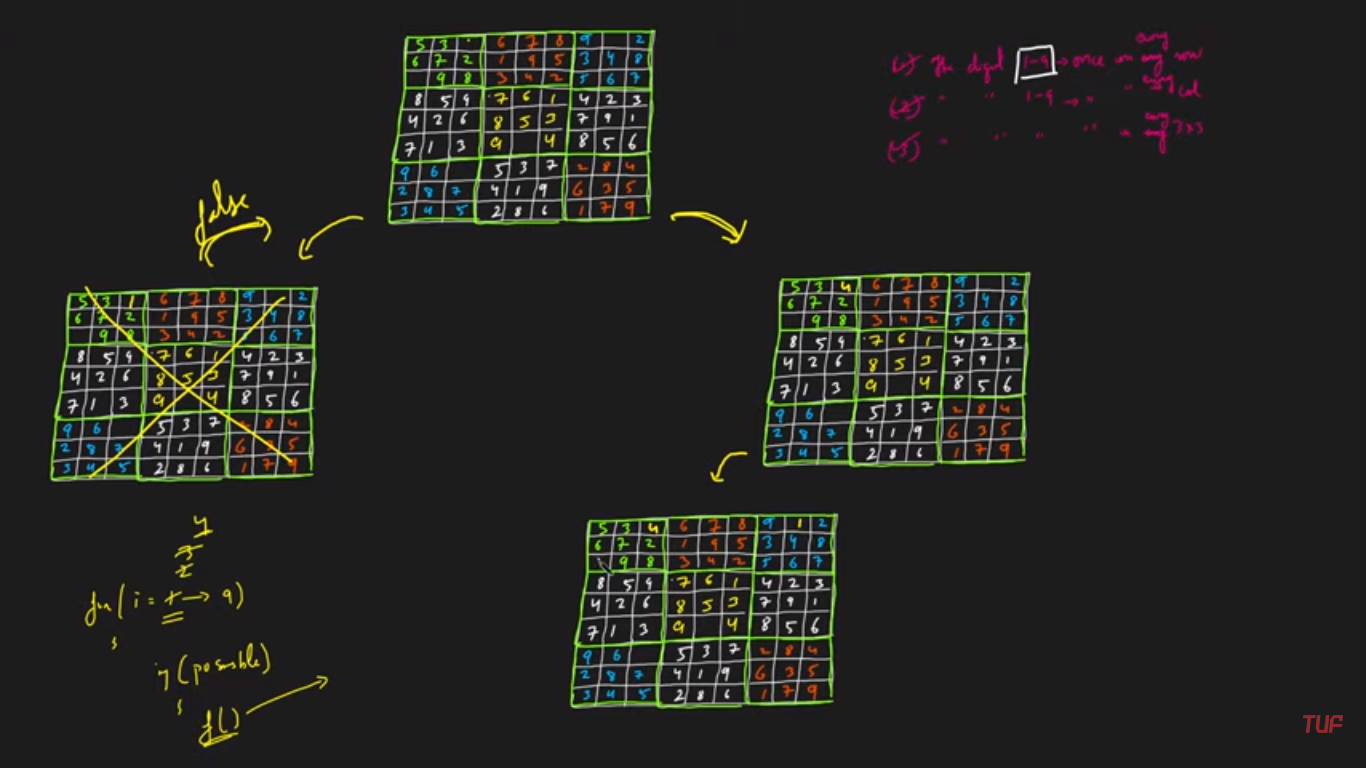 5 3 . 6 7 8 9 2
6 7 2 1 9 5 3 4 8
9 8 3 4 2 5 6 7
8 5 9 7 6 1 4 2 3
4 2 6 8 5 3 7 9 1
7 1 3 9 4 8 5 6
9 6 5 3 7 2 8 4
2 8 7 4 1 9 6 3 5
3 4 5 2 8 6 1 7 9
(1) The digit 1-9 → once in every row
(2) " " 1-9 → " " every col
(3) " " " " in every 3x3
false
5 3 1 6 7 8 9 2
6 7 2 1 9 5 3 4 8
9 8 3 4 2 6 7
8 5 9 7 6 1 4 2 3
4 2 6 8 5 3 7 9 1
7 1 3 9 4 8 5 6
9 6 5 3 7 2 8 4
2 8 7 4 1 9 6 3 5
3 4 5 2 8 6 1 7 9
5 3 4 6 7 8 9 2
6 7 2 1 9 5 3 4 8
9 8 3 4 2 5 6 7
8 5 9 7 6 1 4 2 3
4 2 6 8 5 3 7 9 1
7 1 3 9 4 8 5 6
9 6 5 3 7 2 8 4
2 8 7 4 1 9 6 3 5
3 4 5 2 8 6 1 7 9
5 3 4 6 7 8 9 1 2
6 7 2 1 9 5 3 4 8
9 8 3 4 2 5 6 7
8 5 9 7 6 1 4 2 3
4 2 6 8 5 3 7 9 1
7 1 3 9 4 8 5 6
9 6 5 3 7 2 8 4
2 8 7 4 1 9 6 3 5
3 4 5 2 8 6 1 7 9
4
3
2
for( i = 1 → 9)
if (possible)
f()
TUF